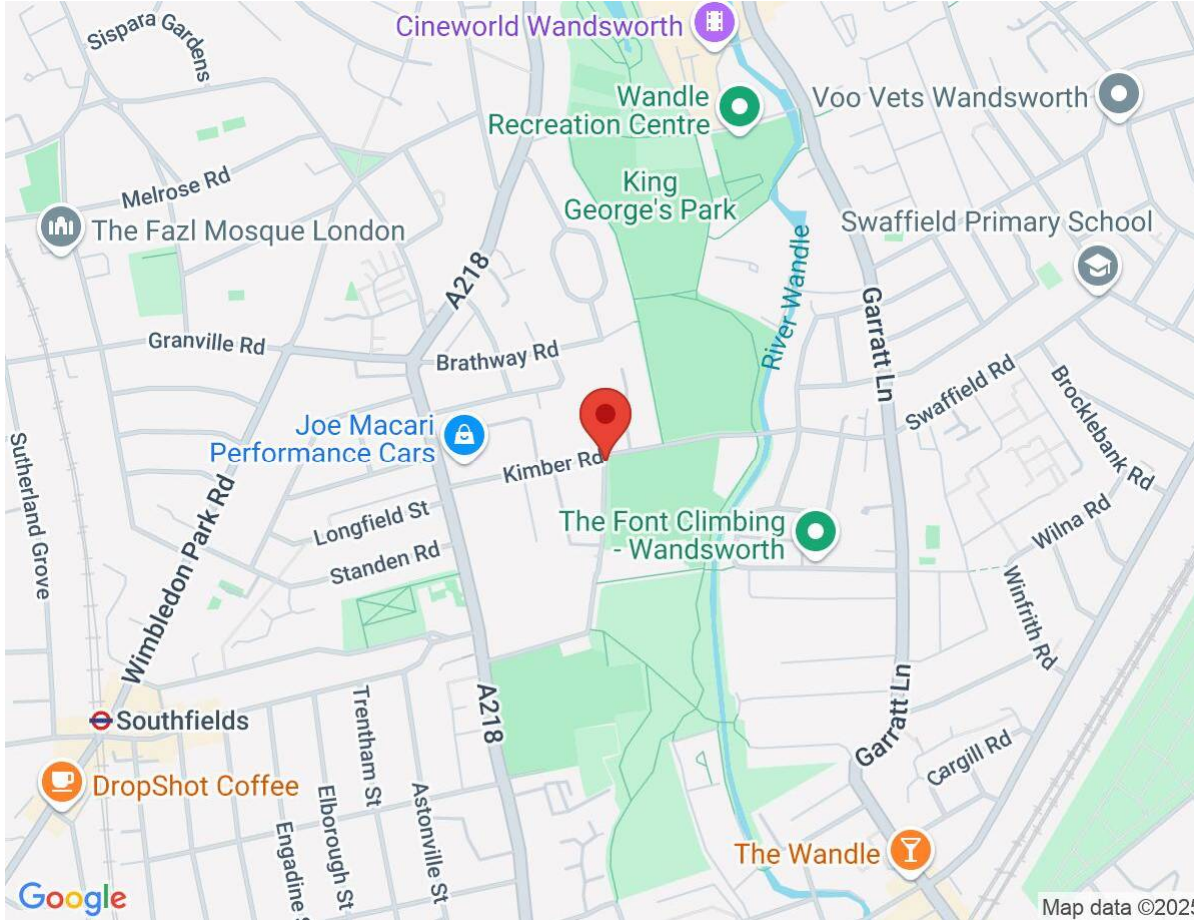 Sispara Gardens
Cineworld Wandsworth
Wandle
Recreation Centre
Voo Vets Wandsworth
Melrose Rd
King
George's Park
The Fazl Mosque London
Swaffield Primary School
A218
River Wandle
Garratt Ln
Granville Rd
Brathway Rd
Swaffield Rd
Brocklebank Rd
Joe Macari
Performance Cars
Kimber Rd
Sutherland Grove
Wimbledon Park Rd
Longfield St
The Font Climbing
- Wandsworth
Standen Rd
Wilna Rd
Winfrith Rd
Southfields
Trentham St
A218
Garratt Ln
Cargill Rd
DropShot Coffee
Elborough St
Astonville St
Engadine S
The Wandle
Google
Map data ©2025